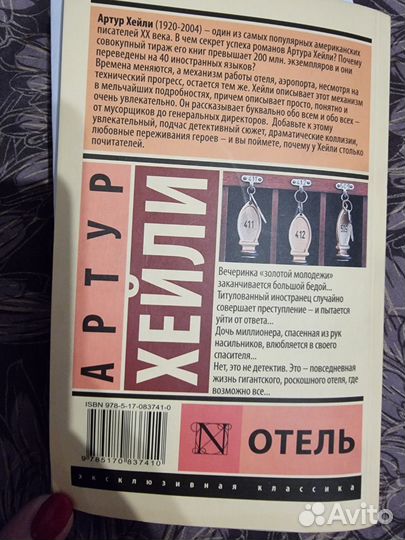 Артур Хейли (1920-2004) – один из самых популярных американских
писателей XX века. В чем секрет успеха романов Артура Хейли? Почему
совокупный тираж его книг превышает 200 млн. экземпляров и они
переведены на 40 иностранных языков?
Времена меняются, а механизм работы отеля, аэропорта, несмотря на
технический прогресс, остается тем же. Хейли описывает этот механизм
в мельчайших подробностях, причем описывает просто, понятно и
очень увлекательно. Он рассказывает буквально обо всем и обо всех –
от мусорщиков до генеральных директоров. Добавьте к этому
увлекательный, подчас детективный сюжет, драматические коллизии,
любовные переживания героев – и вы поймете, почему у Хейли столько
почитателей.
АРТУР
ХЕЙЛИ
411
412
411
412
Вечеринка «золотой молодежи»
заканчивается большой бедой...
Титулованный иностранец случайно
совершает преступление – и пытается
уйти от ответа...
Дочь миллионера, спасенная из рук
насильников, влюбляется в своего
спасителя...
Нет, это не детектив. Это – повседневная
жизнь гигантского, роскошного отеля, где
возможно все...
ISBN 978-5-17-083741-0
9 785170 837410
N
ОТЕЛЬ
эксклюзивная классика
Avito